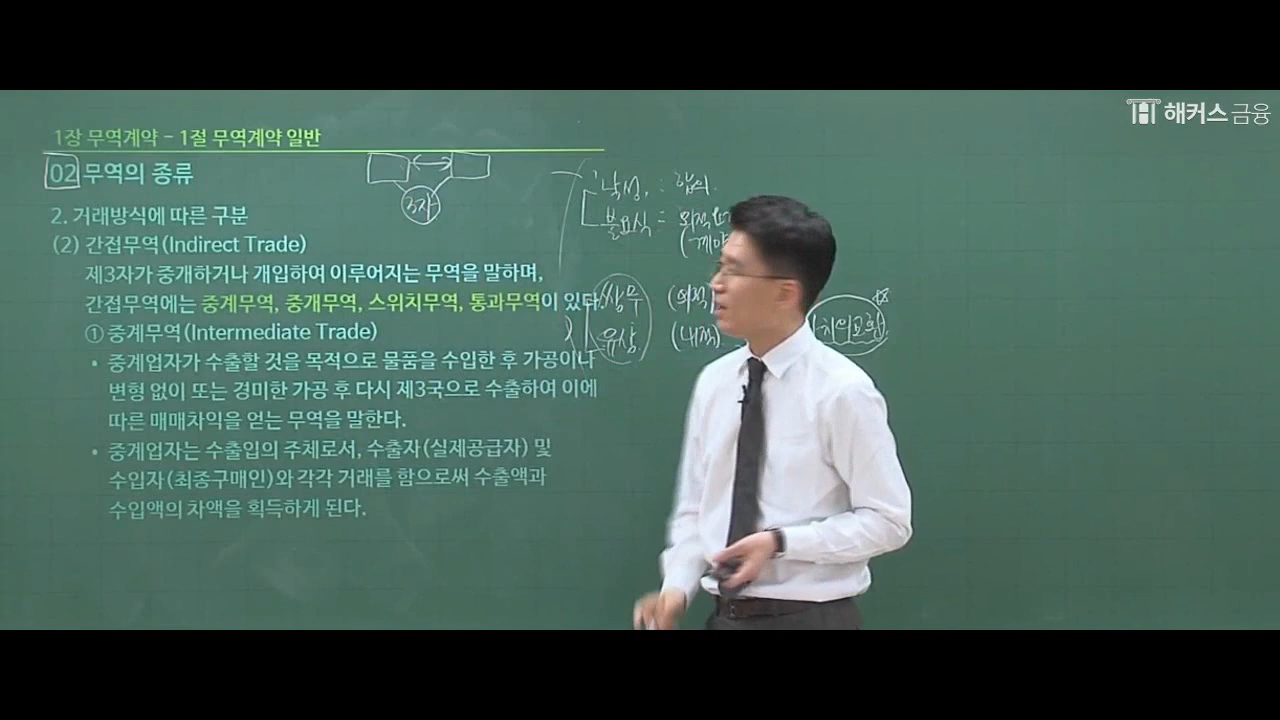 해커스금융
1장 무역계약 – 1절 무역계약 일반
02 무역의 종류
3자
2. 거래방식에 따른 구분
(2) 간접무역(Indirect Trade)
제3자가 중개하거나 개입하여 이루어지는 무역을 말하며,
간접무역에는 중계무역, 중개무역, 스위치무역, 통과무역이 있다.
① 중계무역(Intermediate Trade)
• 중계업자가 수출할 것을 목적으로 물품을 수입한 후 가공이나
변형 없이 또는 경미한 가공 후 다시 제3국으로 수출하여 이에
따른 매매차익을 얻는 무역을 말한다.
• 중계업자는 수출입의 주체로서, 수출자(실제공급자) 및
수입자(최종구매인)와 각각 거래를 함으로써 수출액과
수입액의 차액을 획득하게 된다.
낙성 : 합의
불요식 :
쌍무 (외적)
유상 (내적)